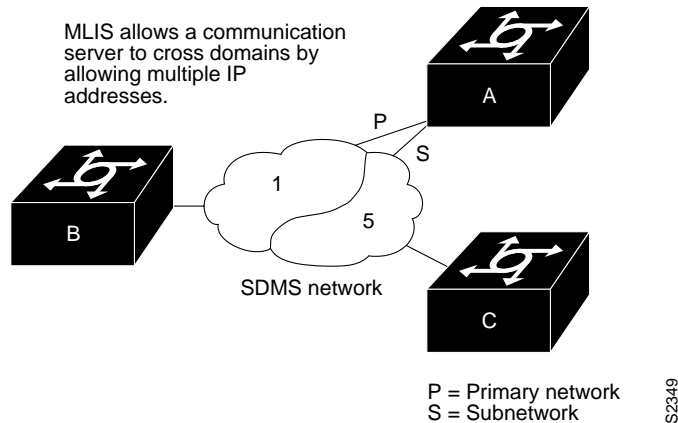 MLIS allows a communication
server to cross domains by
allowing multiple IP
addresses.
A
P
S
1
B
5
SDMS network
C
P = Primary network
S = Subnetwork
S2349